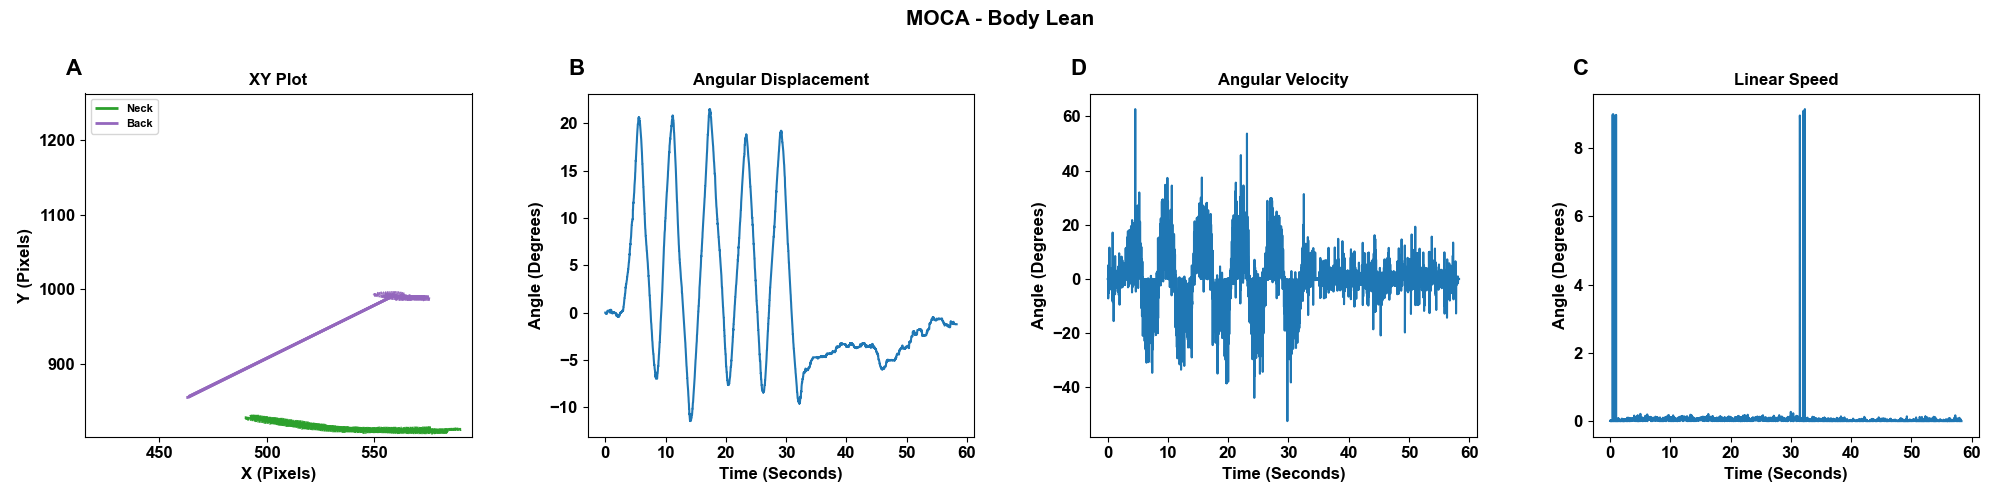 MOCA - Body Lean
A
XY Plot
Neck
Back
1200
1100
1000
900
450 500 550
Y (Pixels)
X (Pixels)
B
Angular Displacement
20
15
10
5
0
−5
−10
0 10 20 30 40 50 60
Angle (Degrees)
Time (Seconds)
D
Angular Velocity
60
40
20
0
−20
−40
0 10 20 30 40 50 60
Angle (Degrees)
Time (Seconds)
C
Linear Speed
8
6
4
2
0
0 10 20 30 40 50 60
Angle (Degrees)
Time (Seconds)